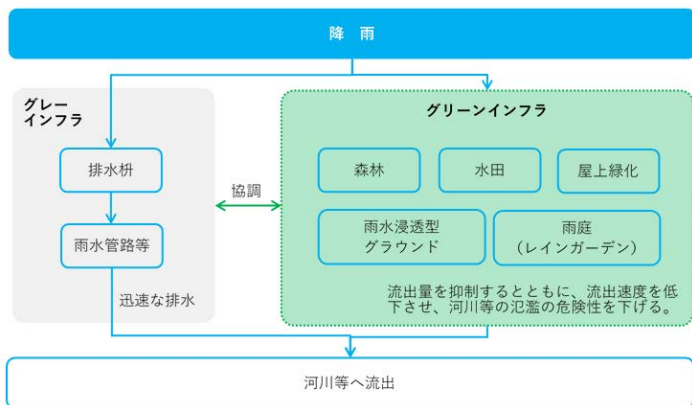 降　雨
グレー
インフラ
排水枡
雨水管路等
迅速な排水
協調
グリーンインフラ
森林
水田
屋上緑化
雨水浸透型
グラウンド
雨庭
（レインガーデン）
流出量を抑制するとともに、流出速度を低
下させ、河川等の氾濫の危険性を下げる。
河川等へ流出